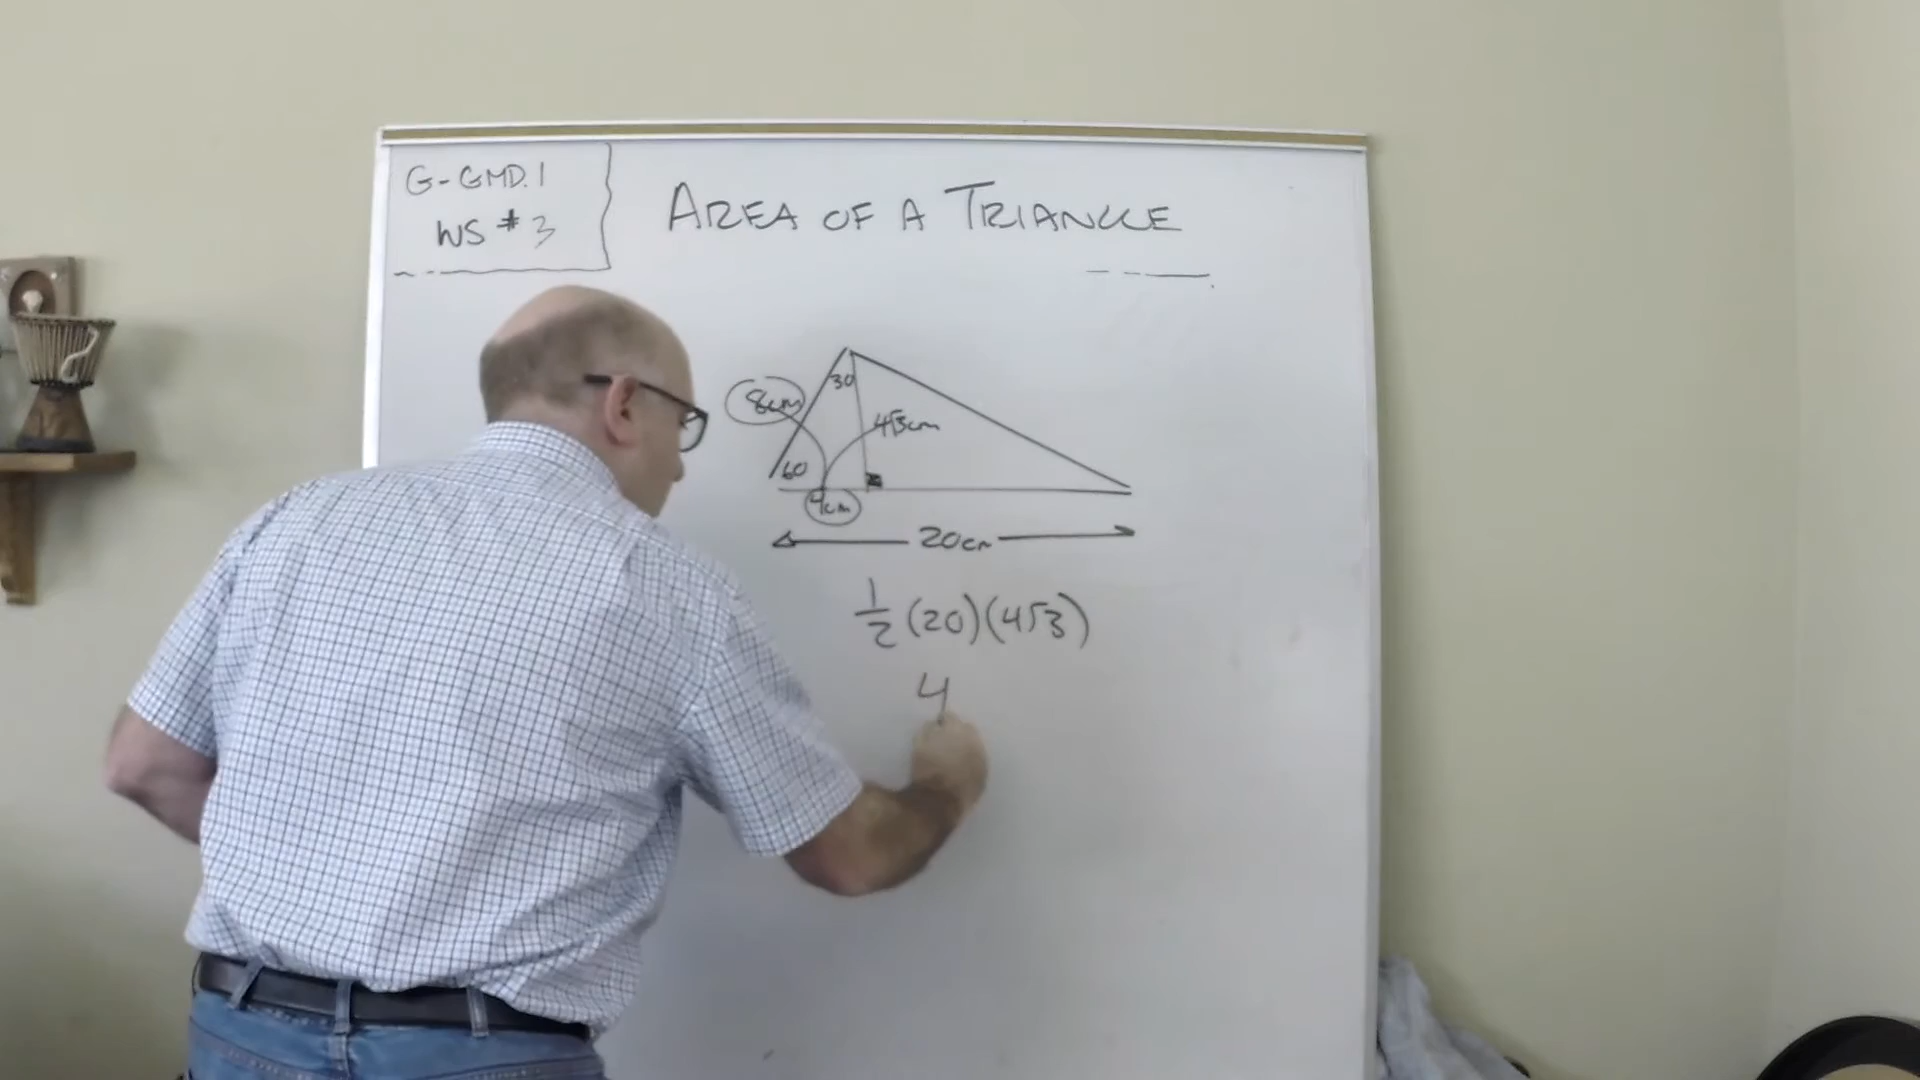 G-GMD.1
WS #3
AREA OF A TRIANGLE
30
8cm
4√3cm
60
4cm
20cm
1/2 (20)(4√3)
4